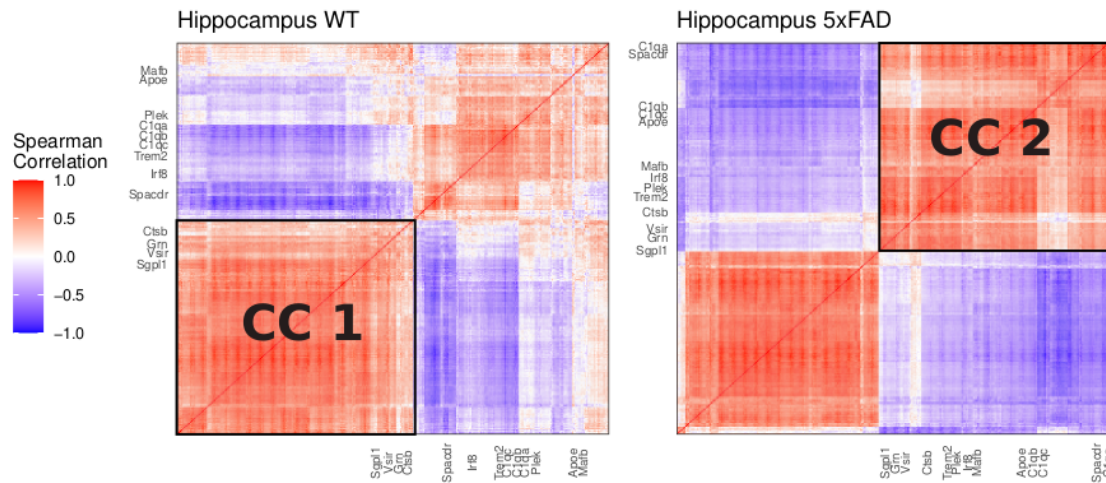 Hippocampus WT
Hippocampus 5xFAD
Spearman
Correlation
1.0
0.5
0.0
−0.5
−1.0
Mafb
Apoe
Plek
C1qa
C1qb
C1qc
Trem2
Irf8
Spacdr
Ctsb
Grn
Vsir
Sgpl1
CC 1
Sgpl1
Vsir
Grn
Ctsb
Spacdr
Irf8
Trem2
C1qc
C1qb
C1qa
Plek
Apoe
Mafb
C1qa
Spacdr
C1qb
C1qc
Apoe
Mafb
Irf8
Plek
Trem2
Ctsb
Vsir
Grn
Sgpl1
CC 2
Sgpl1
Grn
Vsir
Ctsb
Trem2
Plek
Irf8
Mafb
Apoe
C1qb
C1qc
Spacdr